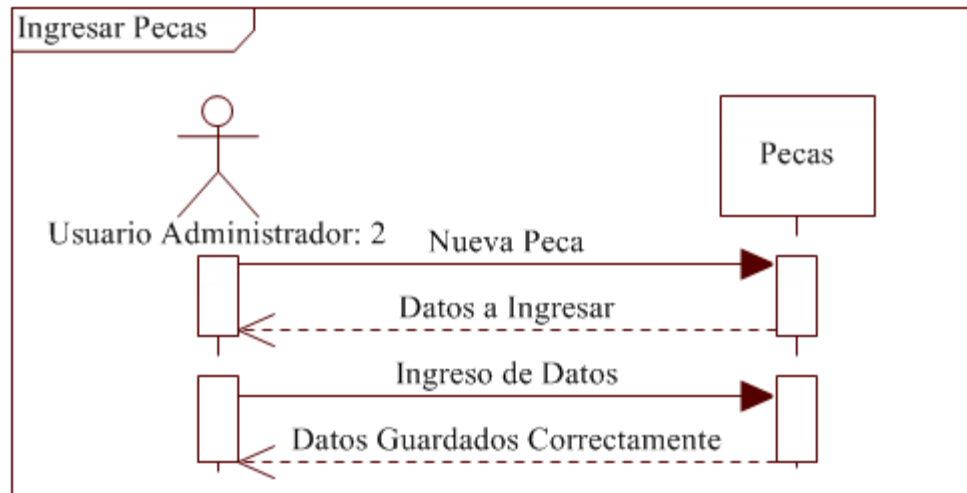 Ingresar Pecas
Pecas
Usuario Administrador: 2
Nueva Peca
Datos a Ingresar
Ingreso de Datos
Datos Guardados Correctamente